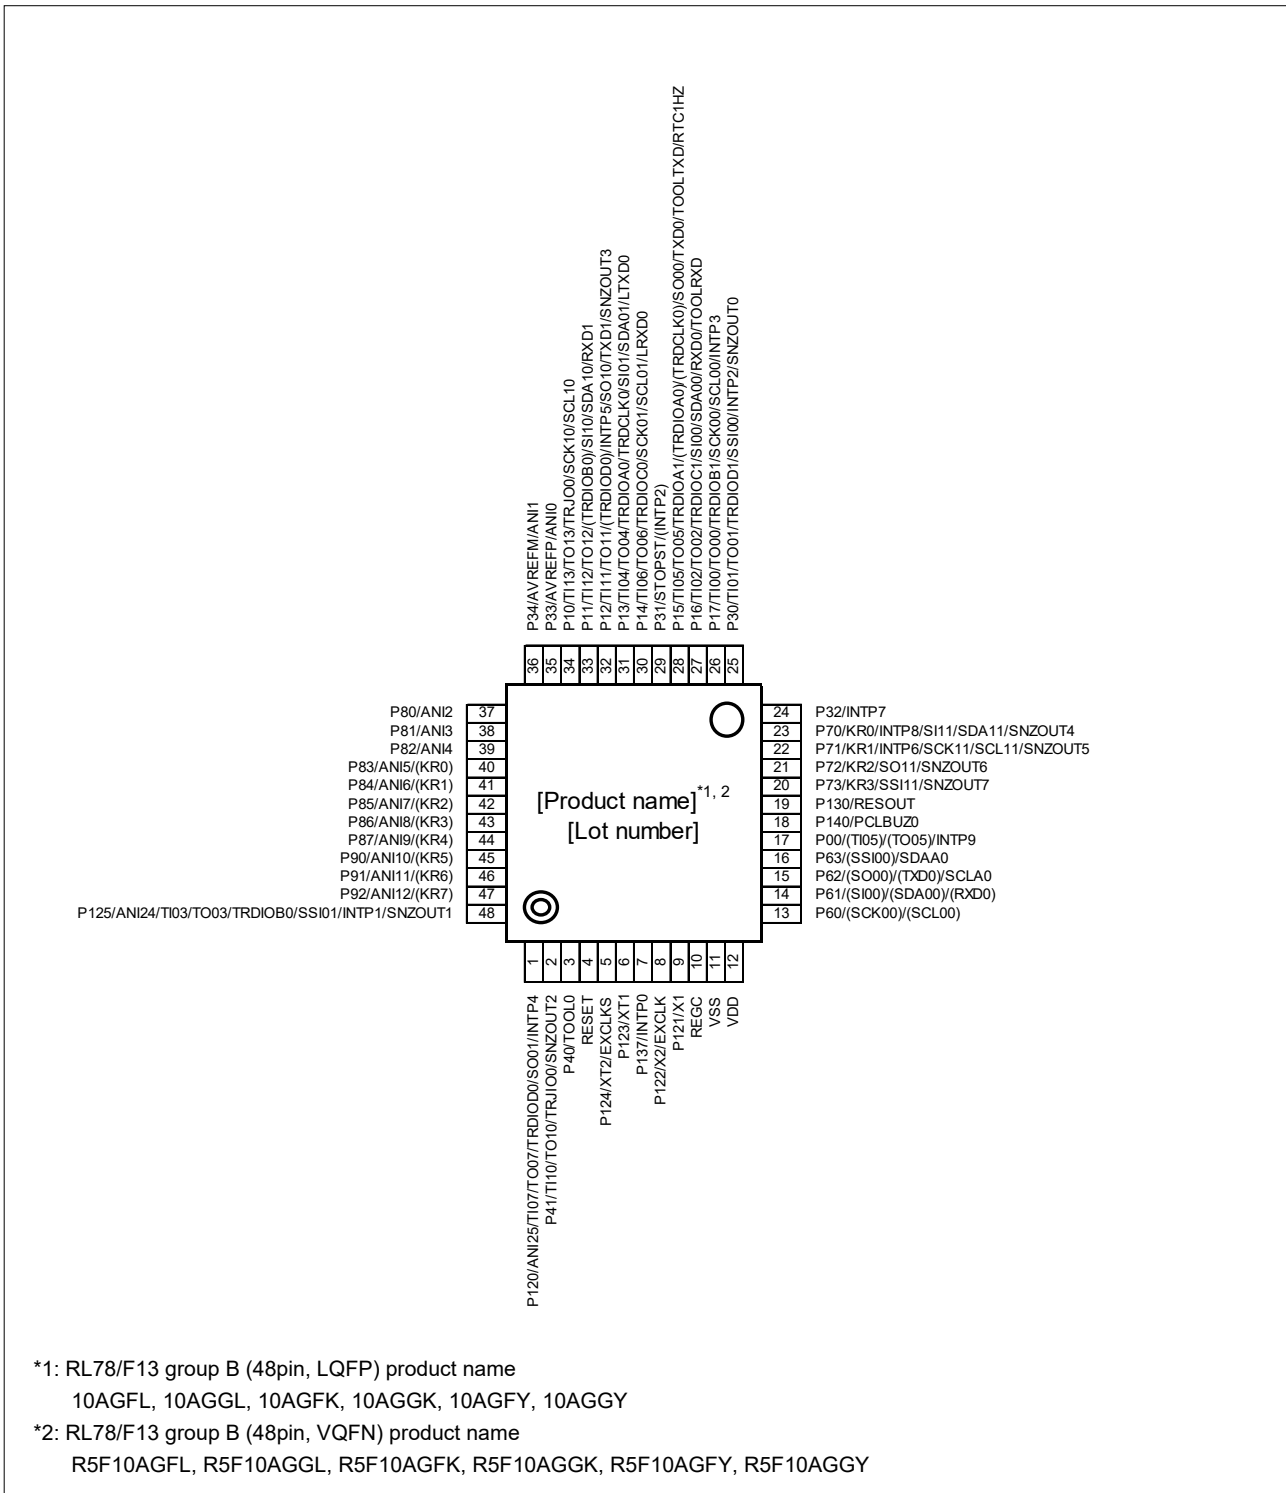 P34/AVREFM/ANI1
P33/AVREFP/ANI0
P10/TI13/TO13/TRJO0/SCK10/SCL10
P11/TI12/TO12/(TRDIOB0)/SI10/SDA10/RXD1
P12/TI11/TO11/(TRDIOD0)/INTP5/SO10/TXD1/SNZOUT3
P13/TI04/TO04/TRDIOA0/TRDCLK0/SI01/SDA01/LTXD0
P14/TI06/TO06/TRDIOC0/SCK01/SCL01/LRXD0
P31/STOPST/(INTP2)
P15/TI05/TO05/TRDIOA1/(TRDIOA0)/(TRDCLK0)/SO00/TXD0/TOOLTXD/RTC1HZ
P16/TI02/TO02/TRDIOC1/SI00/SDA00/RXD0/TOOLRXD
P17/TI00/TO00/TRDIOB1/SCK00/SCL00/INTP3
P30/TI01/TO01/TRDIOD1/SSI00/INTP2/SNZOUT0
36 35 34 33 32 31 30 29 28 27 26 25
P80/ANI2 37
P81/ANI3 38
P82/ANI4 39
P83/ANI5/(KR0) 40
P84/ANI6/(KR1) 41
P85/ANI7/(KR2) 42
P86/ANI8/(KR3) 43
P87/ANI9/(KR4) 44
P90/ANI10/(KR5) 45
P91/ANI11/(KR6) 46
P92/ANI12/(KR7) 47
P125/ANI24/TI03/TO03/TRDIOB0/SSI01/INTP1/SNZOUT1 48
[Product name]*1, 2
[Lot number]
24 P32/INTP7
23 P70/KR0/INTP8/SI11/SDA11/SNZOUT4
22 P71/KR1/INTP6/SCK11/SCL11/SNZOUT5
21 P72/KR2/SO11/SNZOUT6
20 P73/KR3/SSI11/SNZOUT7
19 P130/RESOUT
18 P140/PCLBUZ0
17 P00/(TI05)/(TO05)/INTP9
16 P63/(SSI00)/SDAA0
15 P62/(SO00)/(TXD0)/SCLA0
14 P61/(SI00)/(SDA00)/(RXD0)
13 P60/(SCK00)/(SCL00)
1 2 3 4 5 6 7 8 9 10 11 12
P120/ANI25/TI07/TO07/TRDIOD0/SO01/INTP4
P41/TI10/TO10/TRJIO0/SNZOUT2
P40/TOOL0
RESET
P124/XT2/EXCLKS
P123/XT1
P137/INTP0
P122/X2/EXCLK
P121/X1
REGC
VSS
VDD
*1: RL78/F13 group B (48pin, LQFP) product name
10AGFL, 10AGGL, 10AGFK, 10AGGK, 10AGFY, 10AGGY
*2: RL78/F13 group B (48pin, VQFN) product name
R5F10AGFL, R5F10AGGL, R5F10AGFK, R5F10AGGK, R5F10AGFY, R5F10AGGY